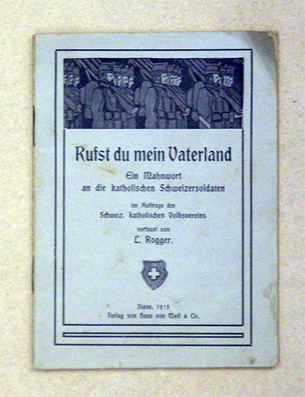 Rufst du mein Vaterland
Ein Mahnwort
an die katholischen Schweizersoldaten
im Auftrage des
Schweiz. katholischen Volksvereins
verfasst von
L. Rogger.
Stans, 1915
Verlag von Hans von Matt & Co.